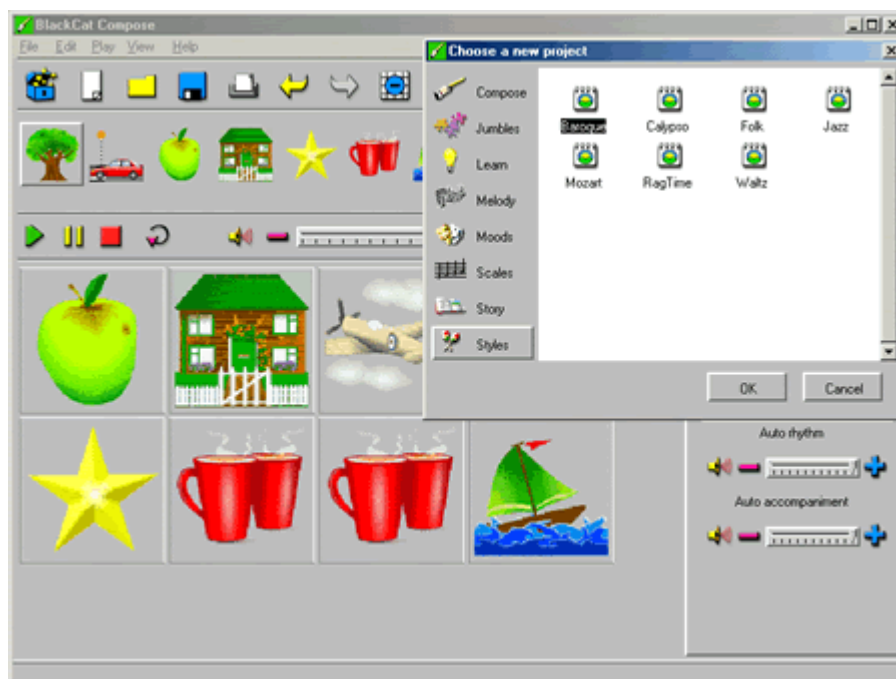 BlackCat Compose
File Edit Play View Help
Choose a new project
Compose
Jumbles
Learn
Melody
Moods
Scales
Story
Styles
Baroque Calypso Folk Jazz
Mozart RagTime Waltz
OK Cancel
Auto rhythm
Auto accompaniment